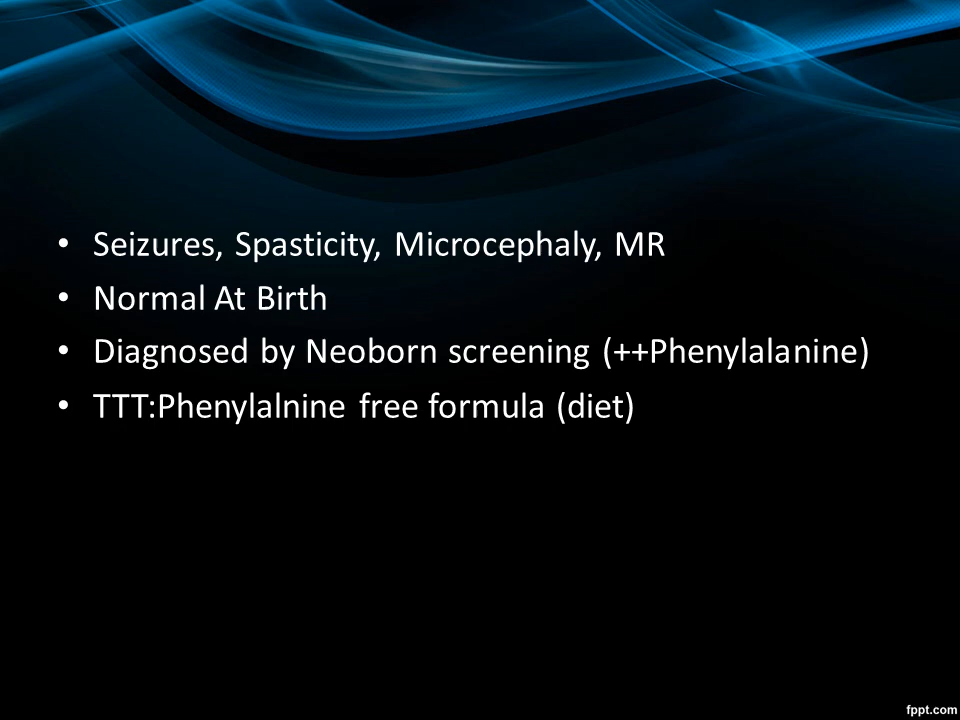 • Seizures, Spasticity, Microcephaly, MR
• Normal At Birth
• Diagnosed by Neoborn screening (++Phenylalanine)
• TTT:Phenylalnine free formula (diet)
fppt.com